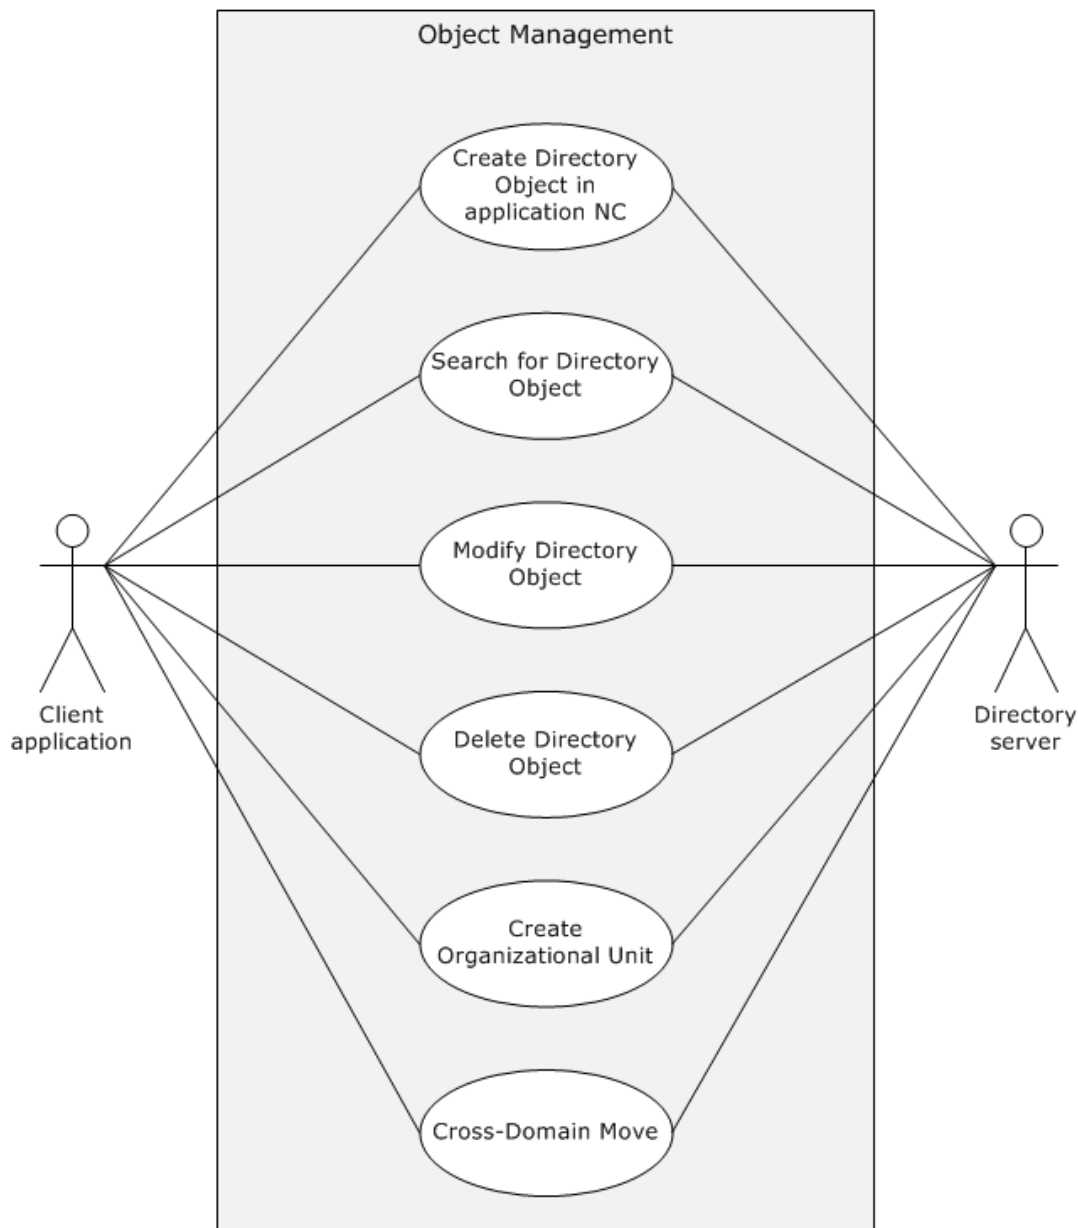 Object Management
Create Directory
Object in
application NC
Search for Directory
Object
Modify Directory
Object
Client
application
Directory
server
Delete Directory
Object
Create
Organizational Unit
Cross-Domain Move